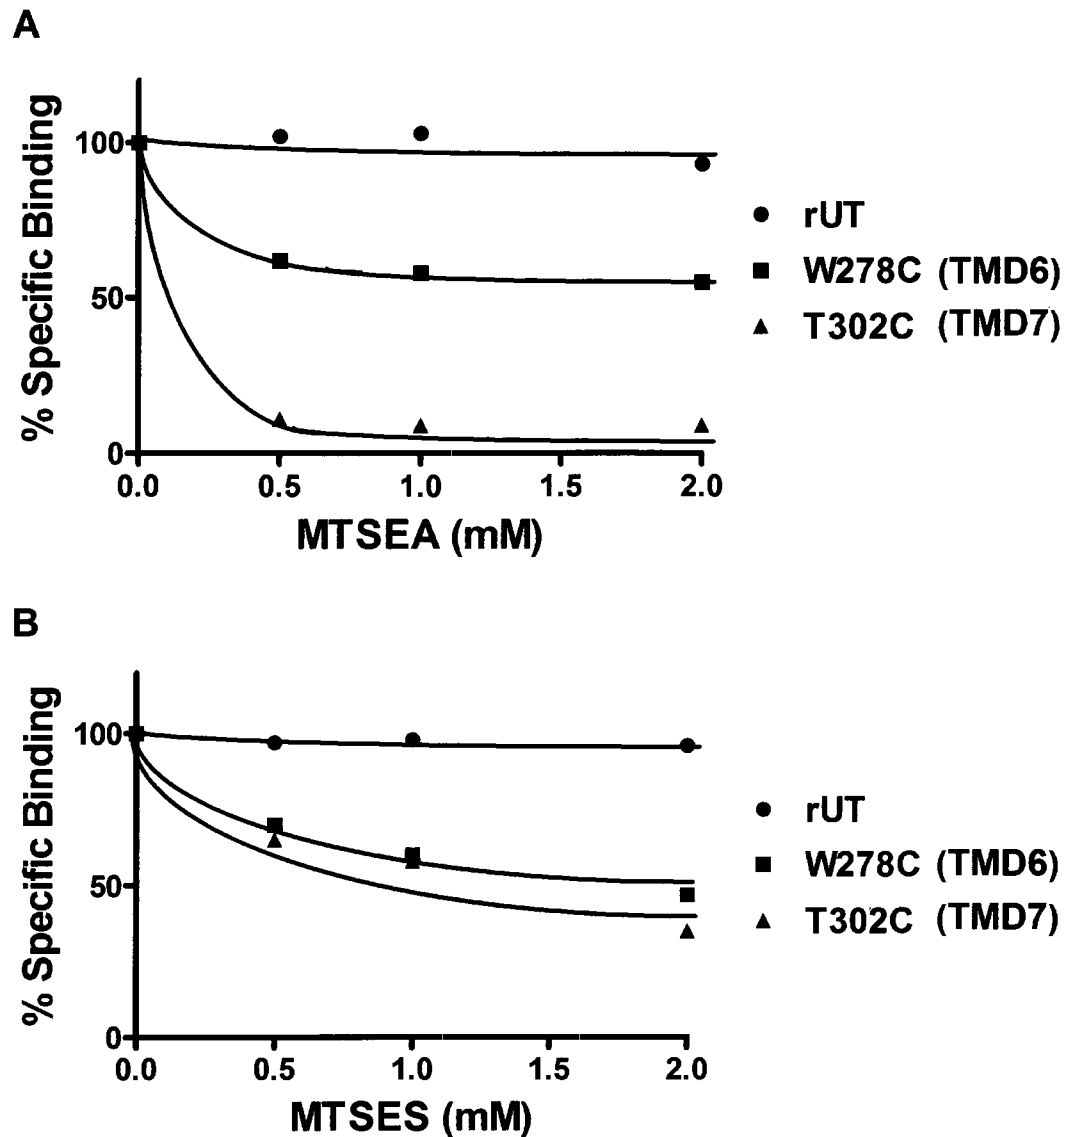 A
% Specific Binding
100
50
0
0.0 0.5 1.0 1.5 2.0
MTSEA (mM)
rUT
W278C (TMD6)
T302C (TMD7)
B
% Specific Binding
100
50
0
0.0 0.5 1.0 1.5 2.0
MTSES (mM)
rUT
W278C (TMD6)
T302C (TMD7)